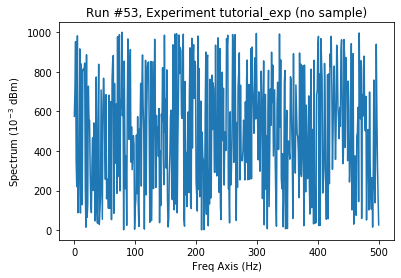 Run #53, Experiment tutorial_exp (no sample)
Spectrum (10⁻³ dBm)
1000
800
600
400
200
0
0 100 200 300 400 500
Freq Axis (Hz)